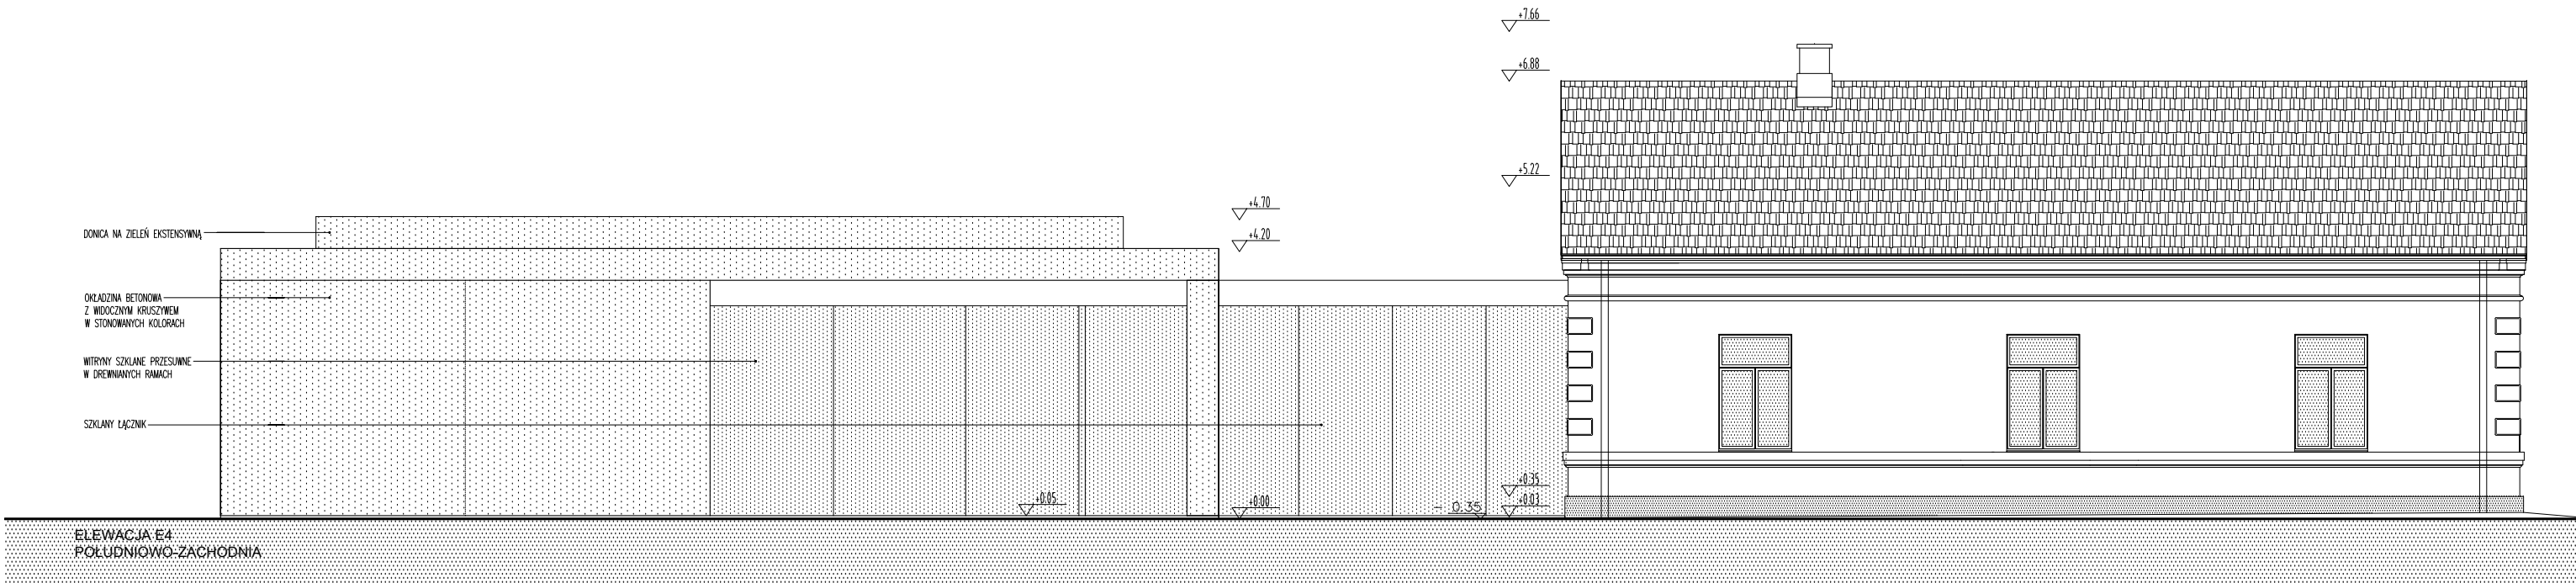 +7.66
+6.88
+5.22
+4.70
+4.20
DONICA NA ZIELEŃ EKSTENSYWNĄ
OKŁADZINA BETONOWA
Z WIDOCZNYM KRUSZYWEM
W STONOWANYCH KOLORACH
WITRYNY SZKLANE PRZESUWNE
W DREWNIANYCH RAMACH
SZKLANY ŁĄCZNIK
+0.05
+0.00
- 0.35
+0.35
+0.03
ELEWACJA E4
POŁUDNIOWO-ZACHODNIA